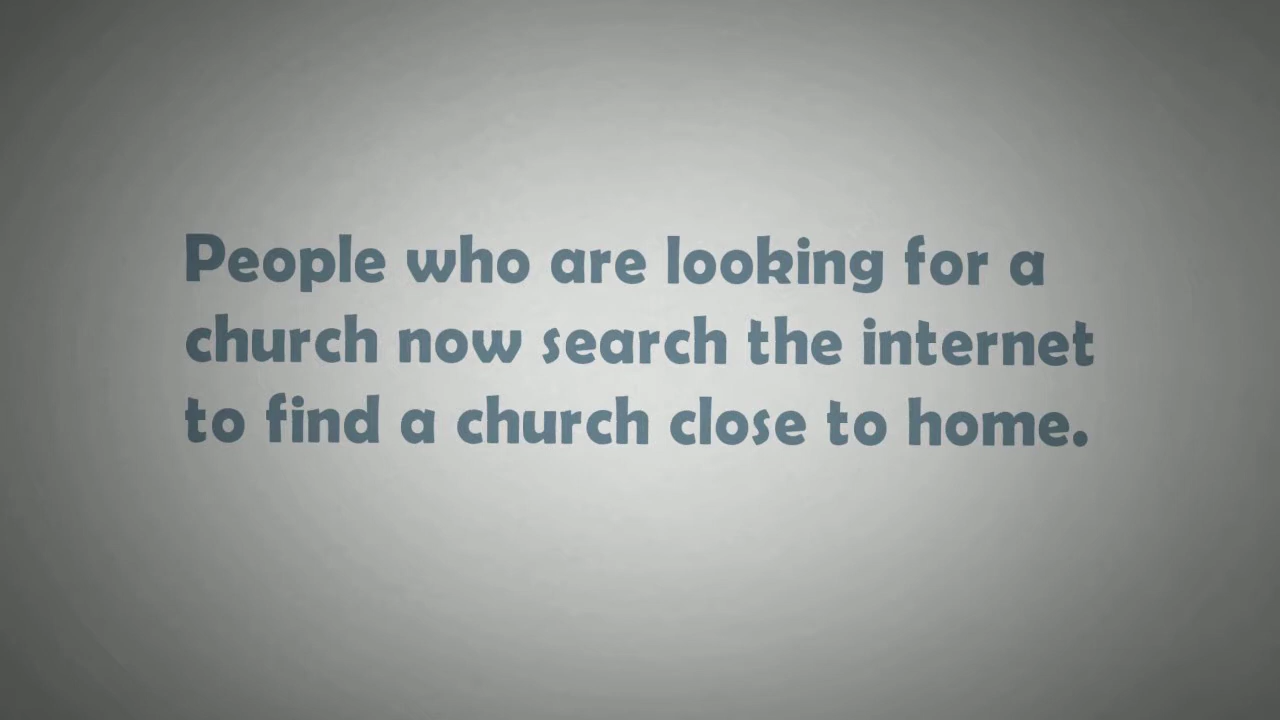 People who are looking for a
church now search the internet
to find a church close to home.